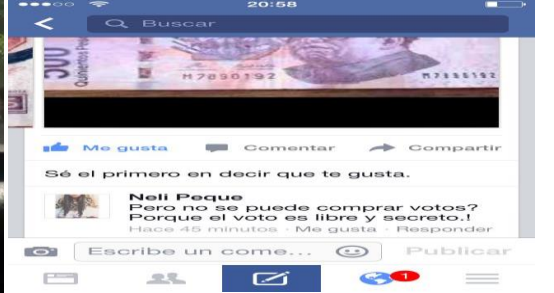 20:58
Buscar
500
M7890192
Me gusta Comentar Compartir
Sé el primero en decir que te gusta.
Neli Peque
Pero no se puede comprar votos?
Porque el voto es libre y secreto.!
Hace 45 minutos · Me gusta · Responder
Escribe un come... Publicar
1